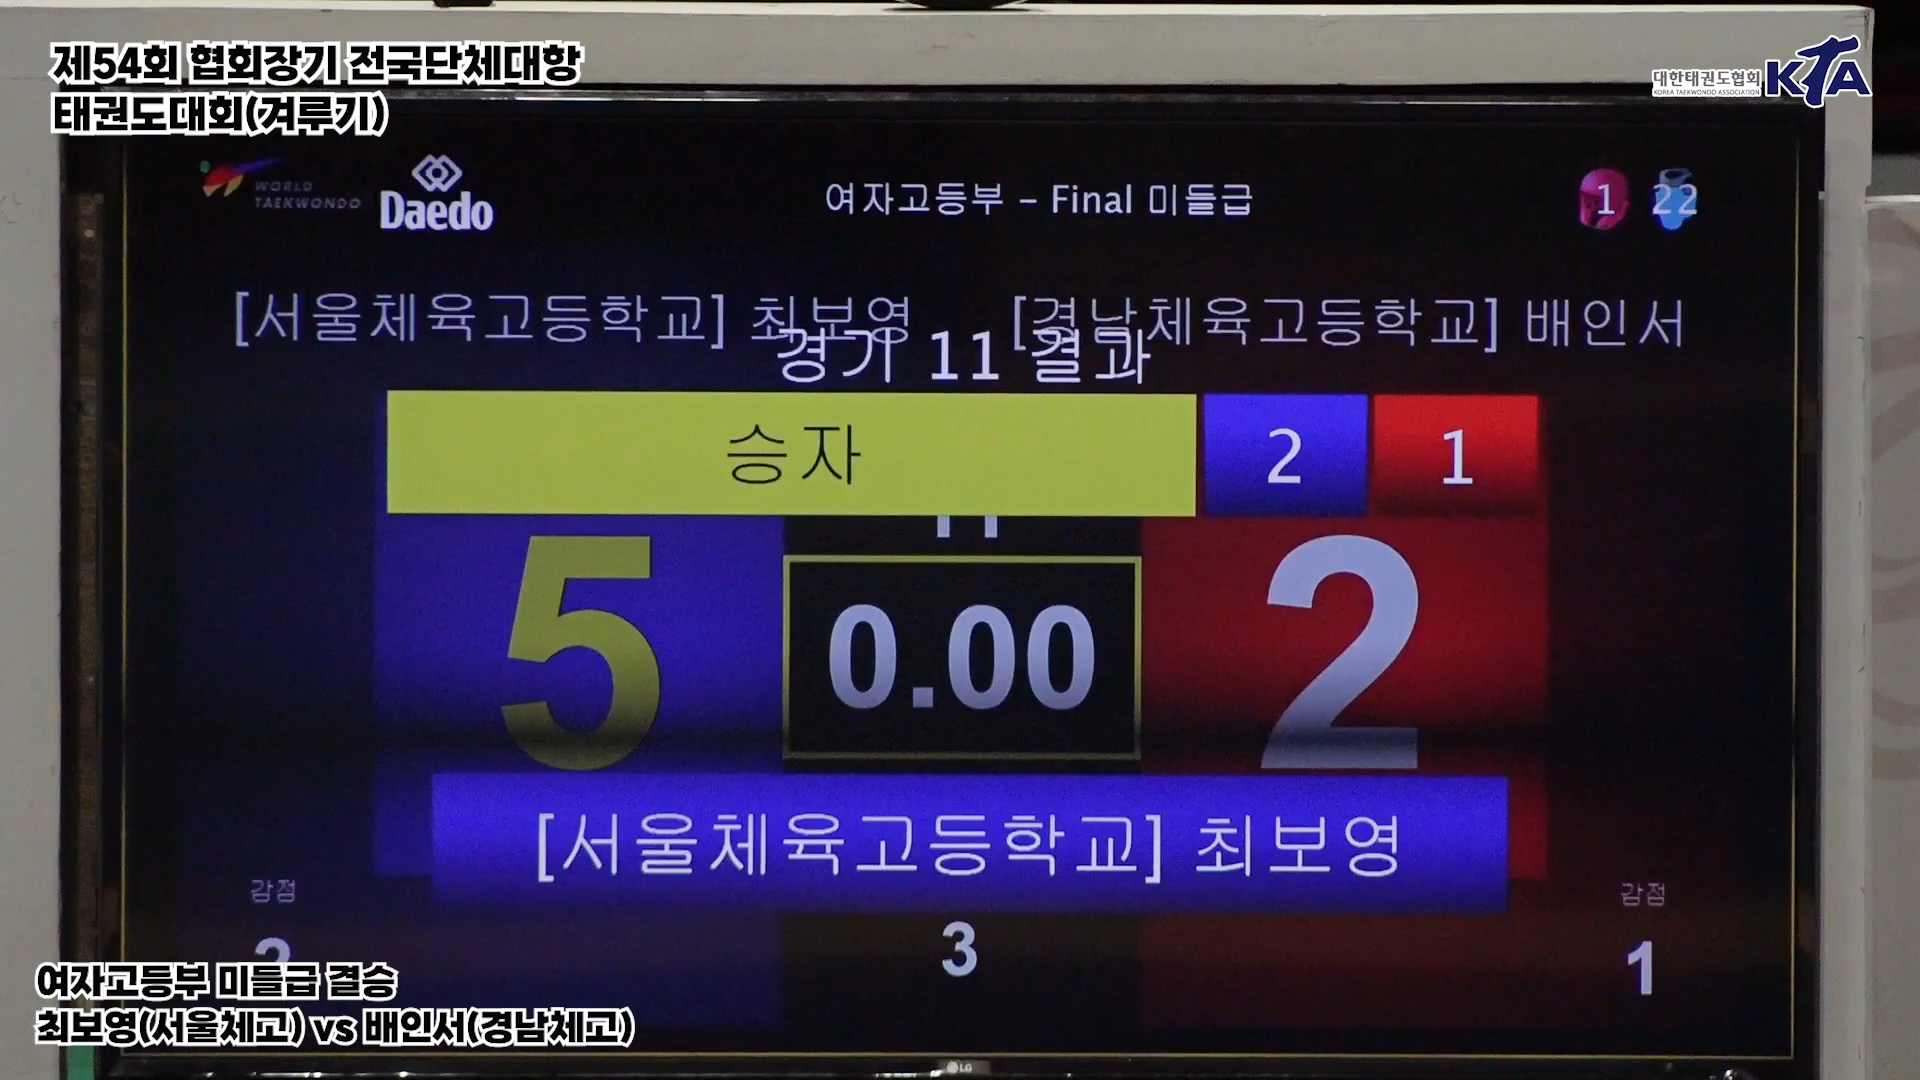 제54회 협회장기 전국단체대항
태권도대회(겨루기)
대한태권도협회 KTA
KOREA TAEKWONDO ASSOCIATION
WORLD
TAEKWONDO
Daedo
여자고등부 - Final 미들급
1 22
[서울체육고등학교] 최보영 [경남체육고등학교] 배인서
경기 11 결과
승자 2 1
5 0.00 2
[서울체육고등학교] 최보영
감점 감점
2 3 1
여자고등부 미들급 결승
최보영(서울체고) vs 배인서(경남체고)
LG